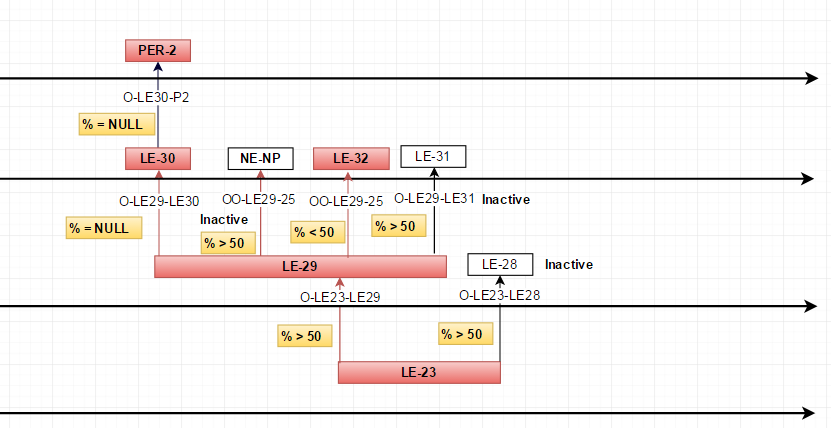 PER-2
O-LE30-P2
% = NULL
LE-30
NE-NP
LE-32
LE-31
O-LE29-LE30
OO-LE29-25
OO-LE29-25
O-LE29-LE31
Inactive
Inactive
% = NULL
% > 50
% < 50
% > 50
LE-29
LE-28
Inactive
O-LE23-LE29
O-LE23-LE28
% > 50
% > 50
LE-23